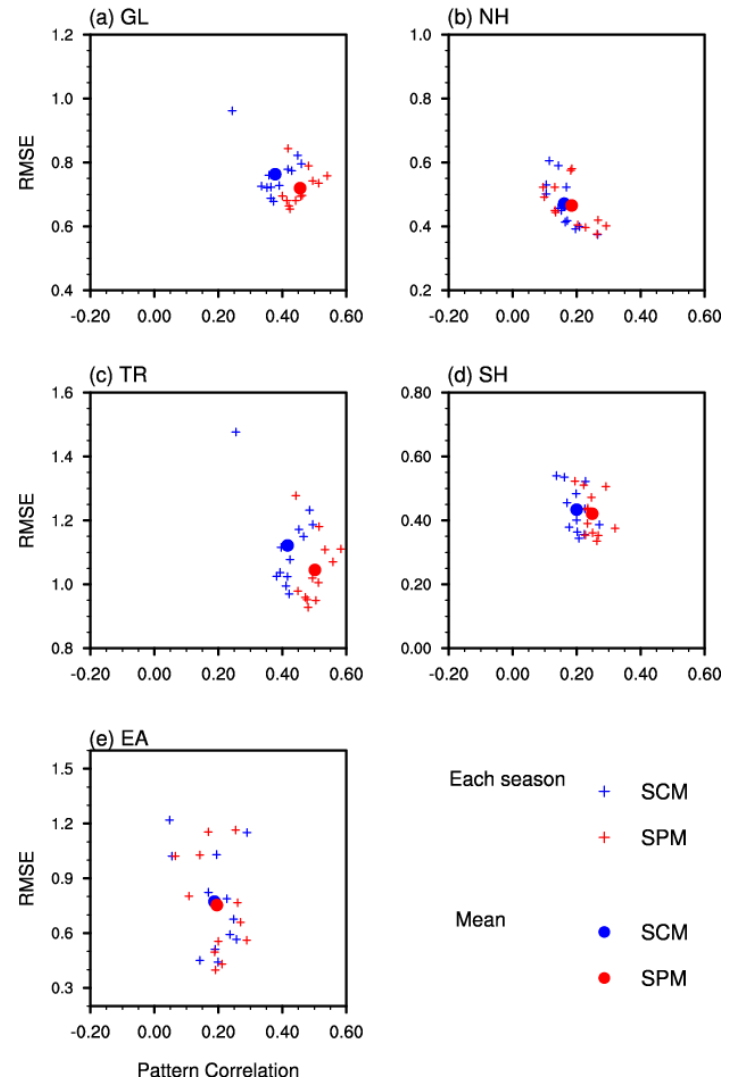 (a) GL
(b) NH
1.2
1.0
0.8
0.6
0.4
RMSE
-0.20 0.00 0.20 0.40 0.60
1.0
0.8
0.6
0.4
0.2
-0.20 0.00 0.20 0.40 0.60
(c) TR
(d) SH
1.6
1.4
1.2
1.0
0.8
RMSE
-0.20 0.00 0.20 0.40 0.60
0.80
0.60
0.40
0.20
0.00
-0.20 0.00 0.20 0.40 0.60
(e) EA
1.5
1.2
0.9
0.6
0.3
RMSE
-0.20 0.00 0.20 0.40 0.60
Pattern Correlation
Each season
SCM
SPM
Mean
SCM
SPM